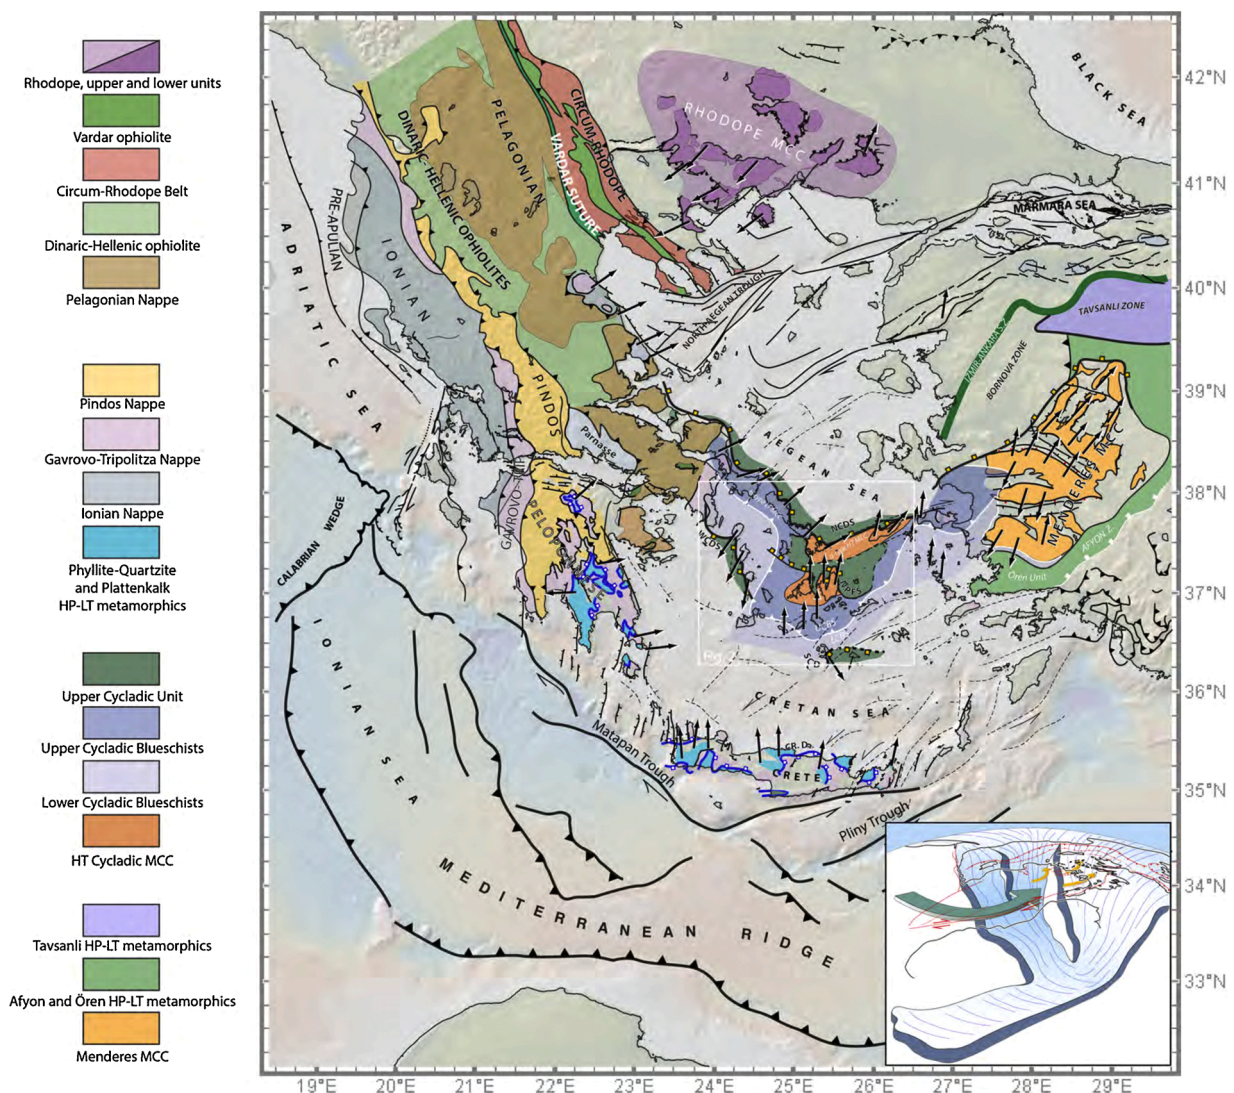 Rhodope, upper and lower units
Vardar ophiolite
Circum-Rhodope Belt
Dinaric-Hellenic ophiolite
Pelagonian Nappe
Pindos Nappe
Gavrovo-Tripolitza Nappe
Ionian Nappe
Phyllite-Quartzite
and Plattenkalk
HP-LT metamorphics
Upper Cycladic Unit
Upper Cycladic Blueschists
Lower Cycladic Blueschists
HT Cycladic MCC
Tavsanli HP-LT metamorphics
Afyon and Ören HP-LT metamorphics
Menderes MCC
BLACK SEA
RHODOPE MCC
CIRCUM-RHODOPE
VARDAR SUTURE
PELAGONIAN
DINARIC-HELLENIC OPHIOLITES
PRE-APULIAN
IONIAN
ADRIATIC SEA
MARMARA SEA
NORTH AEGEAN TROUGH
TAVSANLI ZONE
BORNOVA ZONE
PINDOS
Parnasse
AEGEAN SEA
NCDS
WCDS
MENDERES M
AFYON Z.
Ören Unit
CALABRIAN WEDGE
IONIAN SEA
CRETAN SEA
Matapan Trough
CRETE
Pliny Trough
MEDITERRANEAN RIDGE
42°N
41°N
40°N
39°N
38°N
37°N
36°N
35°N
34°N
33°N
19°E
20°E
21°E
22°E
23°E
24°E
25°E
26°E
27°E
28°E
29°E